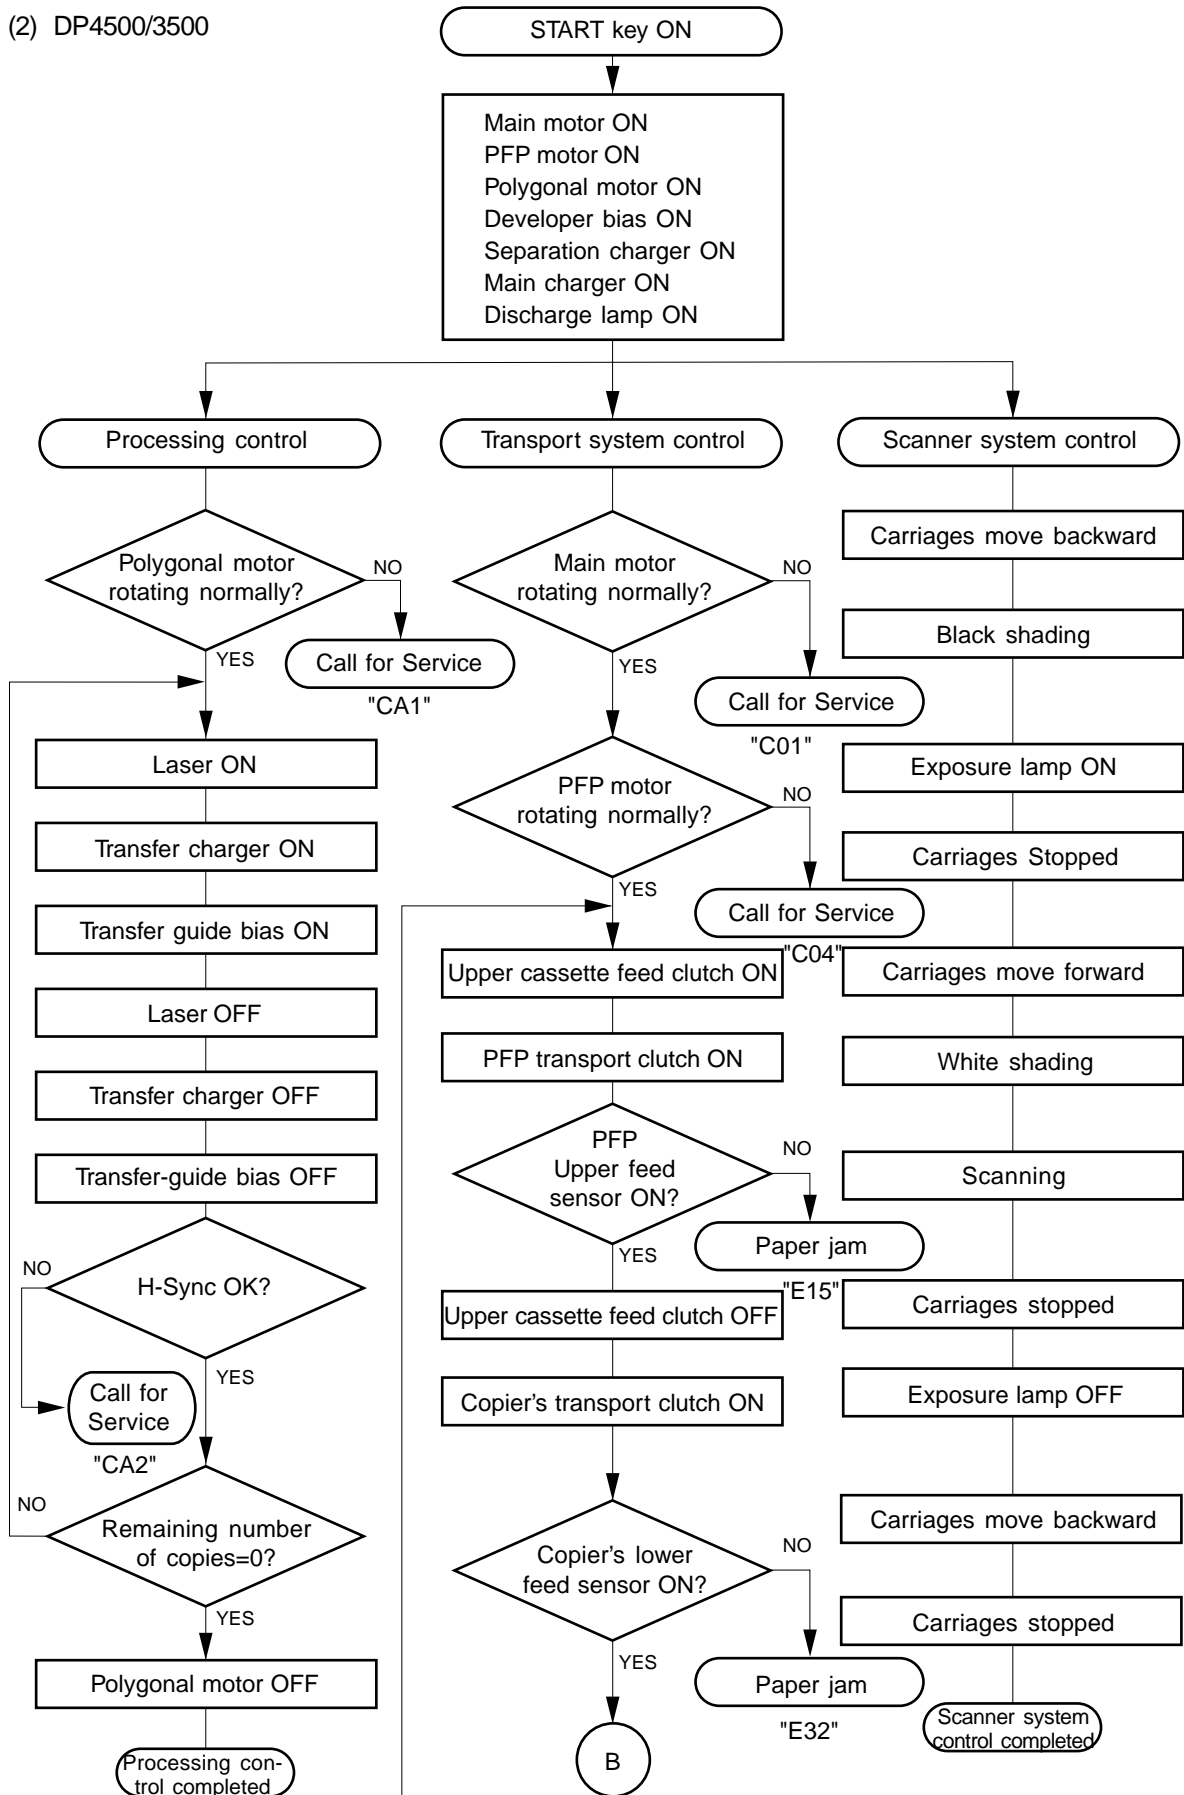 (2) DP4500/3500
START key ON
Main motor ON
PFP motor ON
Polygonal motor ON
Developer bias ON
Separation charger ON
Main charger ON
Discharge lamp ON
Processing control
Polygonal motor
rotating normally?
NO
YES
Call for Service
"CA1"
Laser ON
Transfer charger ON
Transfer guide bias ON
Laser OFF
Transfer charger OFF
Transfer-guide bias OFF
H-Sync OK?
NO
YES
Call for
Service
"CA2"
Remaining number
of copies=0?
NO
YES
Polygonal motor OFF
Processing con-
trol completed
Transport system control
Main motor
rotating normally?
NO
YES
Call for Service
"C01"
PFP motor
rotating normally?
NO
YES
Call for Service
"C04"
Upper cassette feed clutch ON
PFP transport clutch ON
PFP
Upper feed
sensor ON?
NO
YES
Paper jam
"E15"
Upper cassette feed clutch OFF
Copier's transport clutch ON
Copier's lower
feed sensor ON?
NO
YES
Paper jam
"E32"
B
Scanner system control
Carriages move backward
Black shading
Exposure lamp ON
Carriages Stopped
Carriages move forward
White shading
Scanning
Carriages stopped
Exposure lamp OFF
Carriages move backward
Carriages stopped
Scanner system
control completed